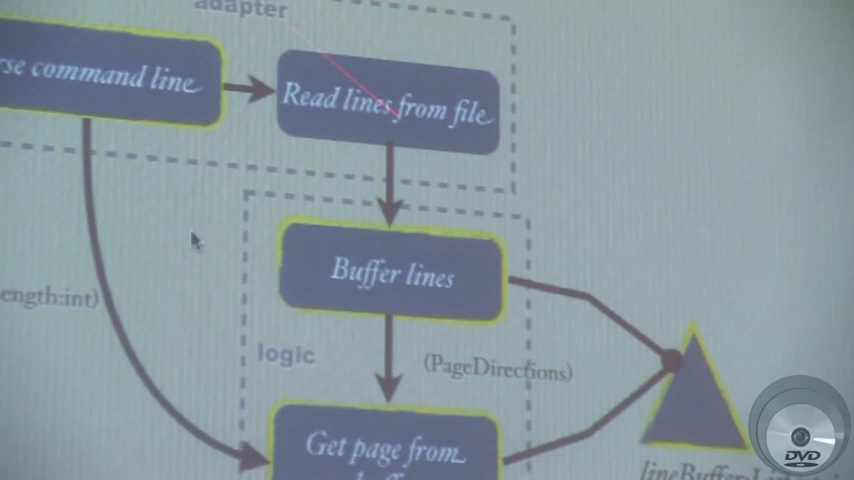 adapter
rse command line
Read lines from file
Buffer lines
ength:int)
logic
(PageDirections)
Get page from
DVD